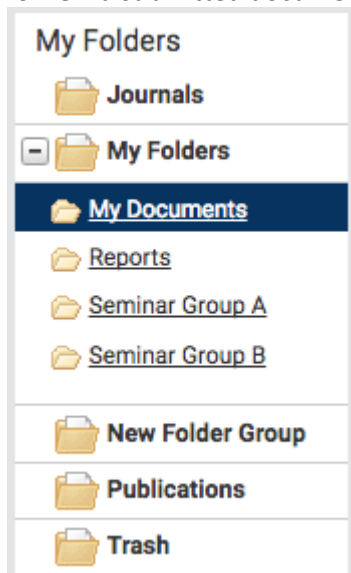 My Folders
Journals
My Folders
My Documents
Reports
Seminar Group A
Seminar Group B
New Folder Group
Publications
Trash